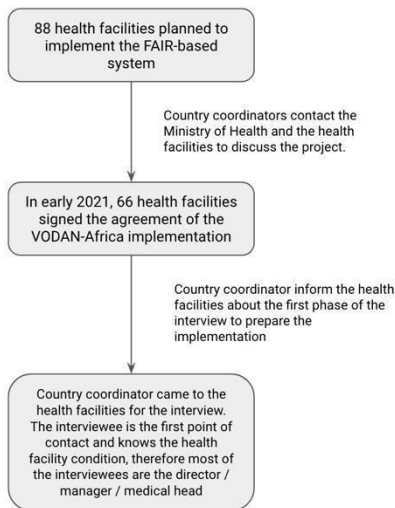 88 health facilities planned to
implement the FAIR-based
system
Country coordinators contact the
Ministry of Health and the health
facilities to discuss the project.
In early 2021, 66 health facilities
signed the agreement of the
VODAN-Africa implementation
Country coordinator inform the health
facilities about the first phase of the
interview to prepare the
implementation
Country coordinator came to the
health facilities for the interview.
The interviewee is the first point of
contact and knows the health
facility condition, therefore most of
the interviewees are the director /
manager / medical head